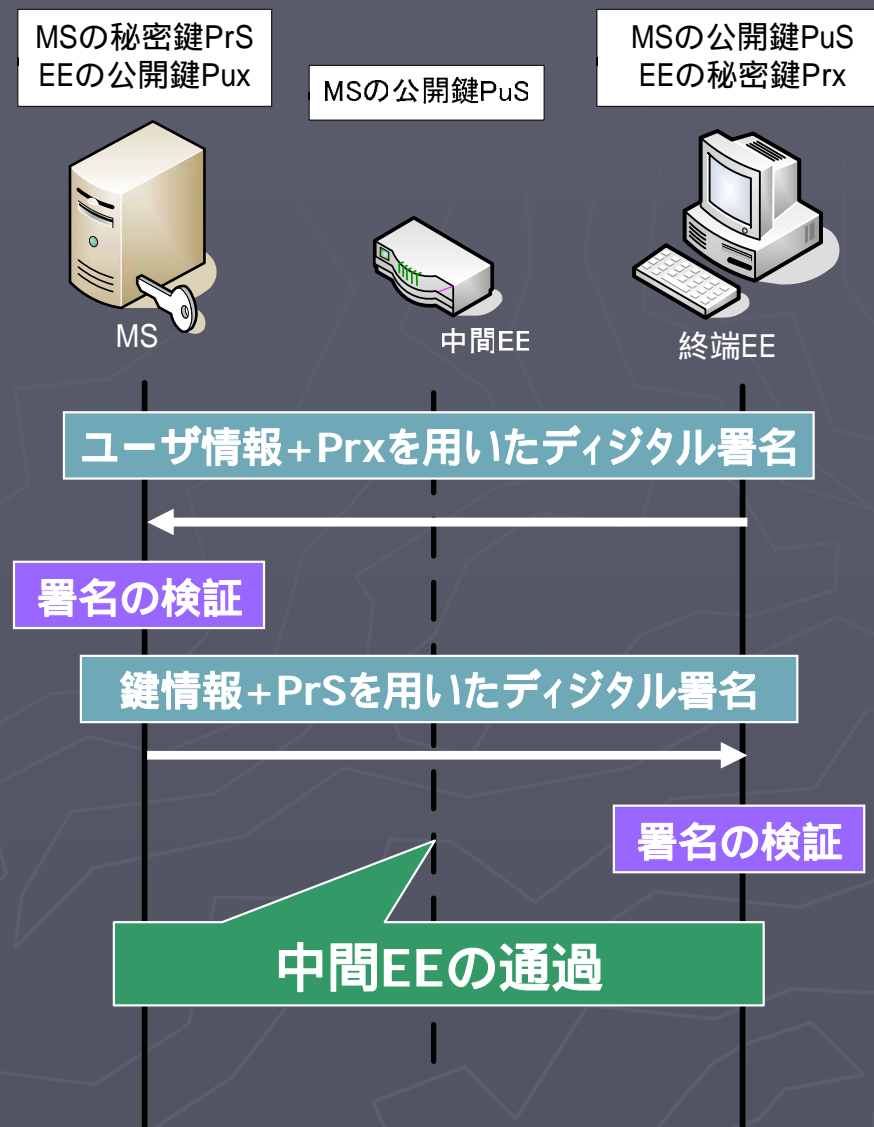 MSの秘密鍵PrS
EEの公開鍵Pux
MSの公開鍵PuS
MSの公開鍵PuS
EEの秘密鍵Prx
MS
中間EE
終端EE
ユーザ情報+Prxを用いたディジタル署名
署名の検証
鍵情報+PrSを用いたディジタル署名
署名の検証
中間EEの通過